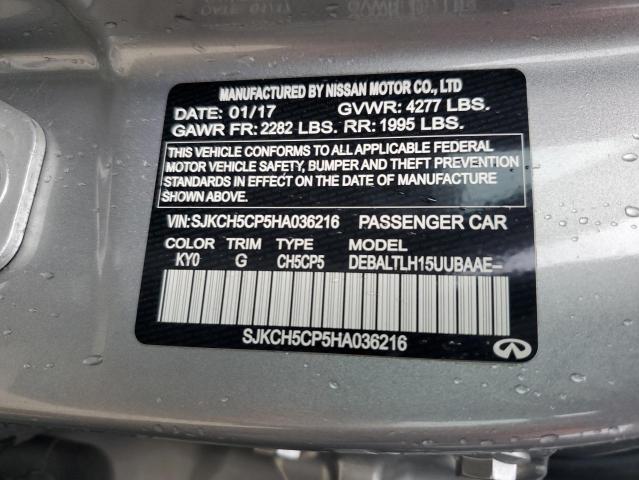 MANUFACTURED BY NISSAN MOTOR CO., LTD
DATE: 01/17 GVWR: 4277 LBS.
GAWR FR: 2282 LBS. RR: 1995 LBS.
THIS VEHICLE CONFORMS TO ALL APPLICABLE FEDERAL
MOTOR VEHICLE SAFETY, BUMPER AND THEFT PREVENTION
STANDARDS IN EFFECT ON THE DATE OF MANUFACTURE
SHOWN ABOVE.
VIN:SJKCH5CP5HA036216 PASSENGER CAR
COLOR TRIM TYPE MODEL
KY0 G CH5CP5 DEBALTLH15UUBAAE-
SJKCH5CP5HA036216